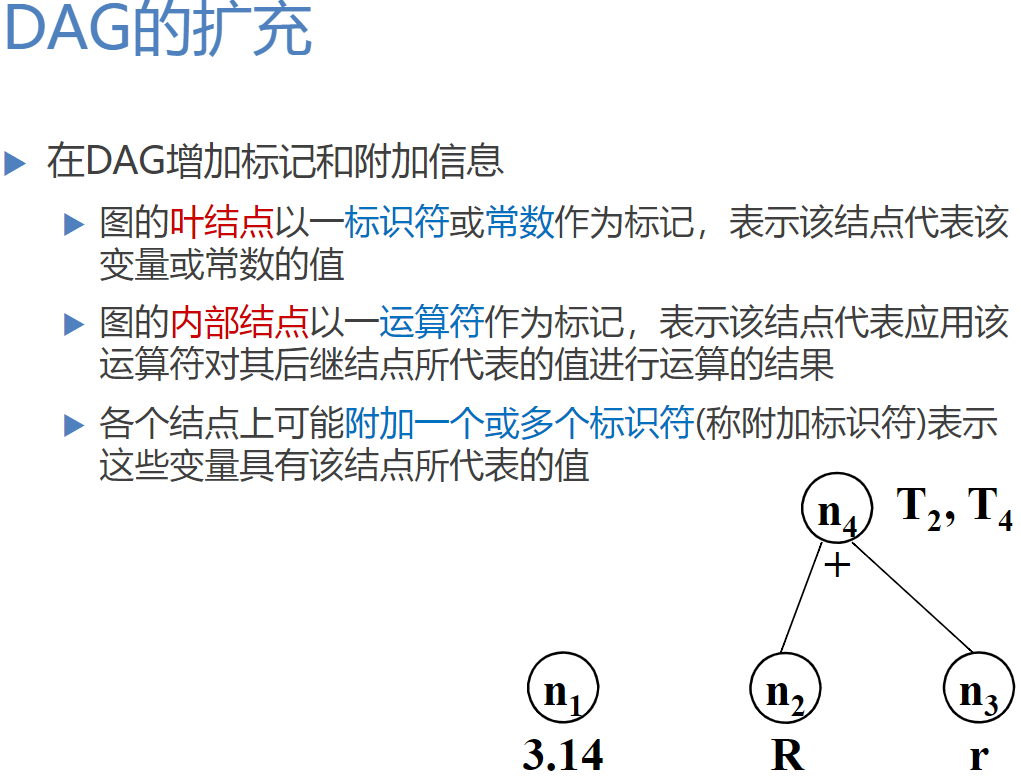 DAG的扩充
在DAG增加标记和附加信息
图的叶结点以一标识符或常数作为标记，表示该结点代表该
变量或常数的值
图的内部结点以一运算符作为标记，表示该结点代表应用该
运算符对其后继结点所代表的值进行运算的结果
各个结点上可能附加一个或多个标识符(称附加标识符)表示
这些变量具有该结点所代表的值
n₄ T₂, T₄
+
n₁ n₂ n₃
3.14 R r